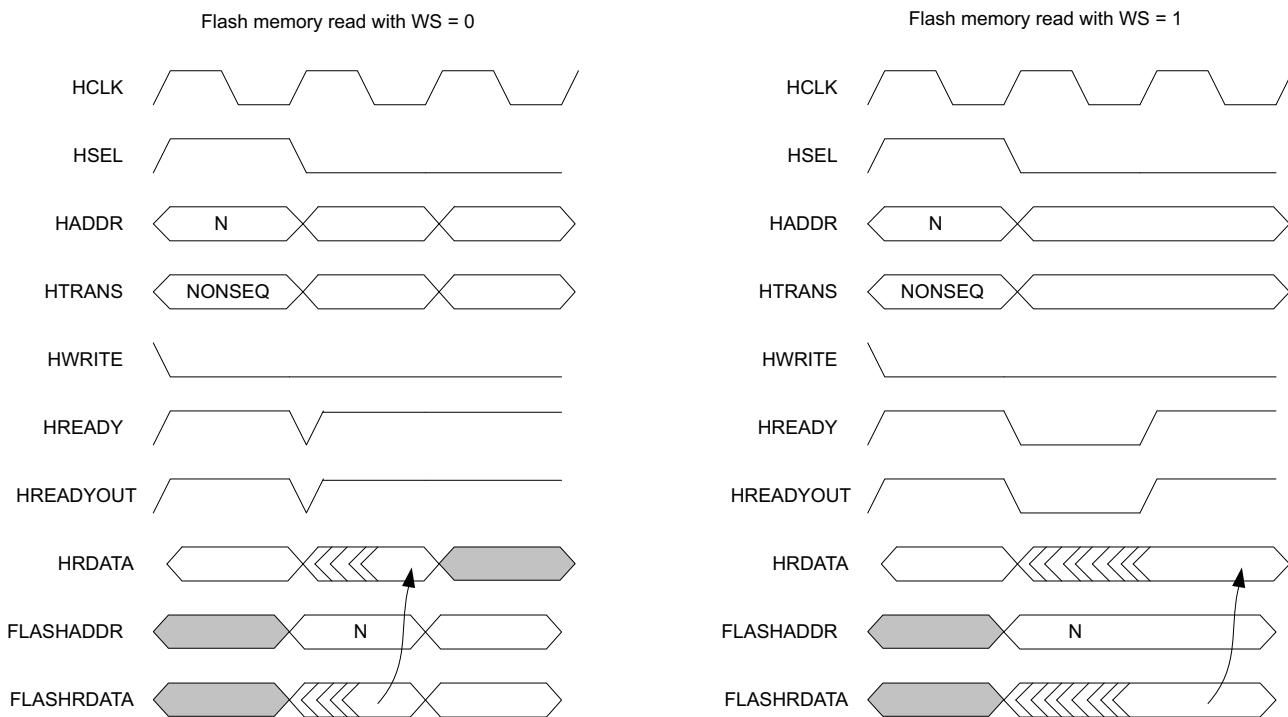 Flash memory read with WS = 0
HCLK
HSEL
HADDR N
HTRANS NONSEQ
HWRITE
HREADY
HREADYOUT
HRDATA
FLASHADDR N
FLASHRDATA
Flash memory read with WS = 1
HCLK
HSEL
HADDR N
HTRANS NONSEQ
HWRITE
HREADY
HREADYOUT
HRDATA
FLASHADDR N
FLASHRDATA